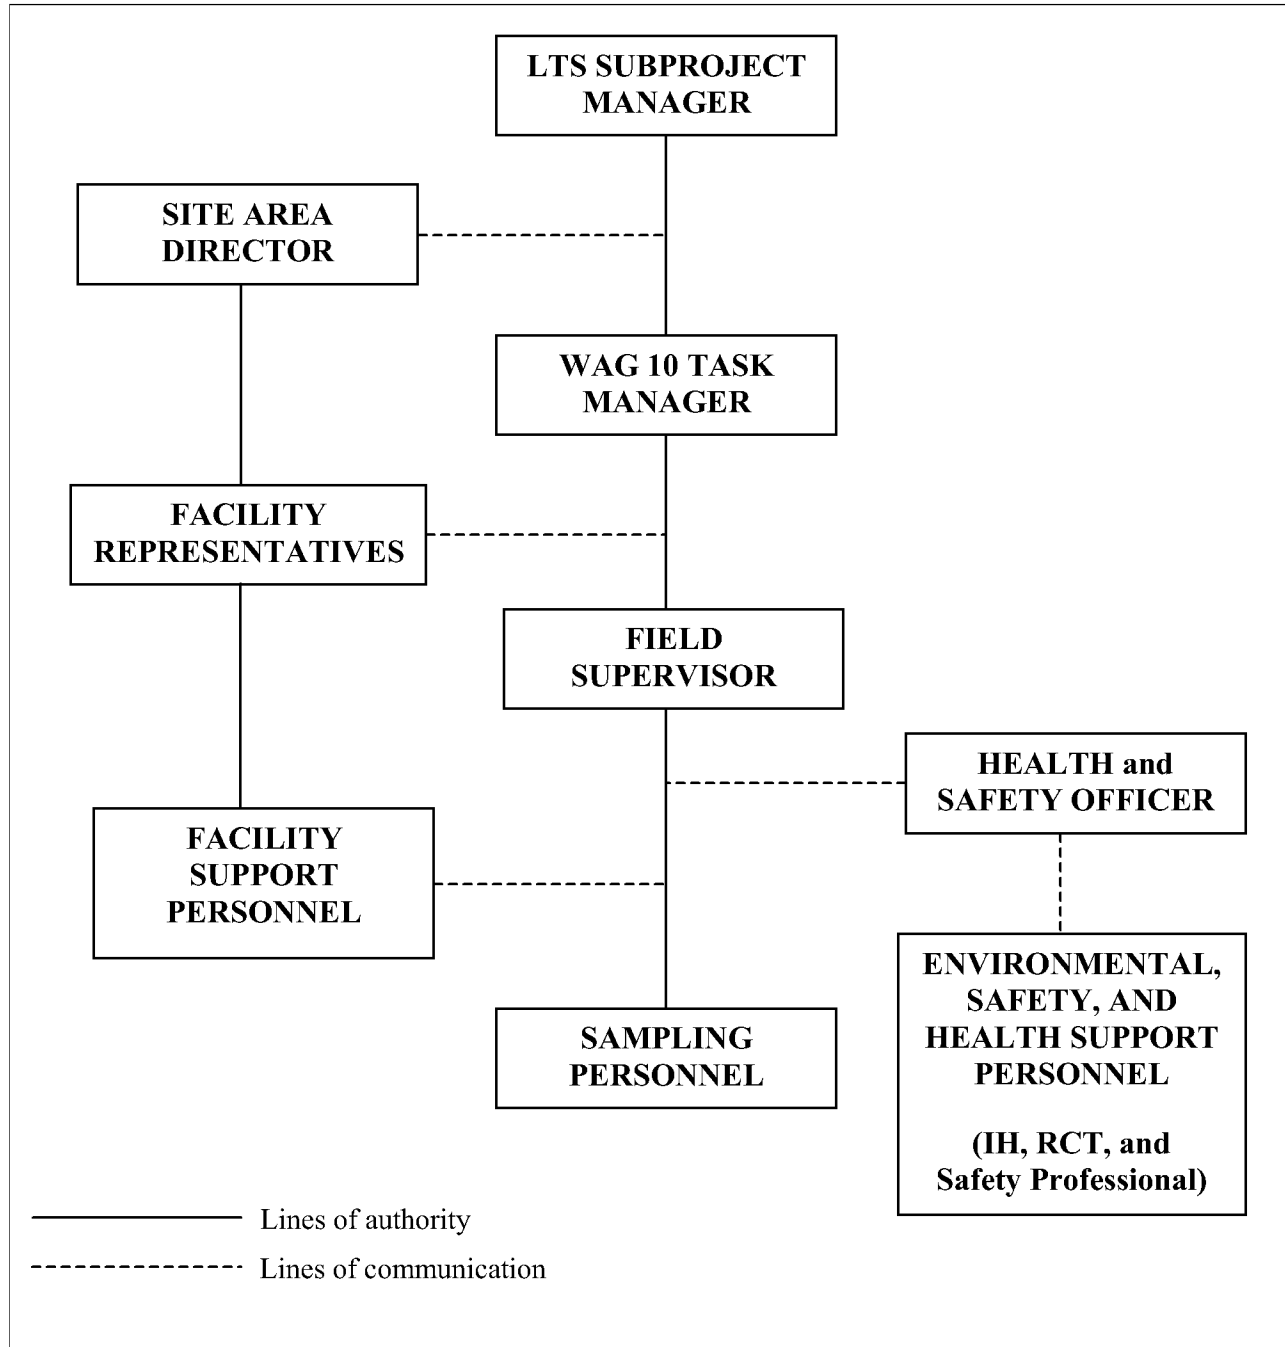 LTS SUBPROJECT
MANAGER
SITE AREA
DIRECTOR
WAG 10 TASK
MANAGER
FACILITY
REPRESENTATIVES
FIELD
SUPERVISOR
HEALTH and
SAFETY OFFICER
FACILITY
SUPPORT
PERSONNEL
ENVIRONMENTAL,
SAFETY, AND
HEALTH SUPPORT
PERSONNEL
(IH, RCT, and
Safety Professional)
SAMPLING
PERSONNEL
Lines of authority
Lines of communication